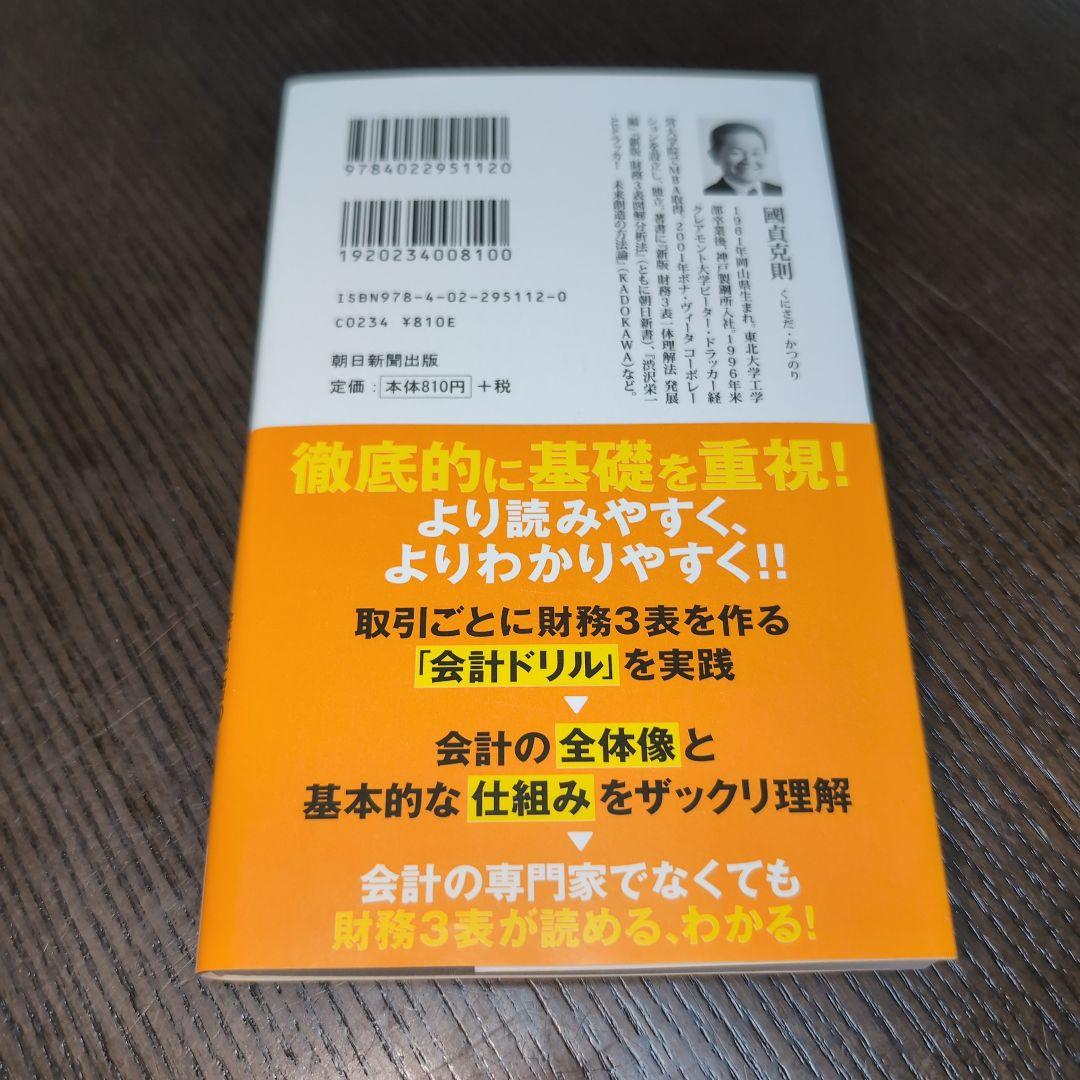 9784022951120
1920234008100
ISBN978-4-02-295112-0
C0234 ¥810E
朝日新聞出版
定価：本体810円+税
國貞克則 くにさだ・かつのり
1961年岡山県生まれ。東北大学工学
部卒業後、神戸製鋼所入社。1996年米
クレアモント大学ピーター・ドラッカー経
営大学院でMBA取得。2001年ボナ・ヴィータ コーポレー
ションを設立し、独立。著書に『新版 財務3表一体理解法 発展
編』『新版 財務3表図解分析法』(ともに朝日新書)、『渋沢栄一
とドラッカー 未来創造の方法論』(KADOKAWA)など。
徹底的に基礎を重視!
より読みやすく、
よりわかりやすく!!
取引ごとに財務3表を作る
「会計ドリル」を実践
会計の全体像と
基本的な仕組みをザックリ理解
会計の専門家でなくても
財務3表が読める、わかる!